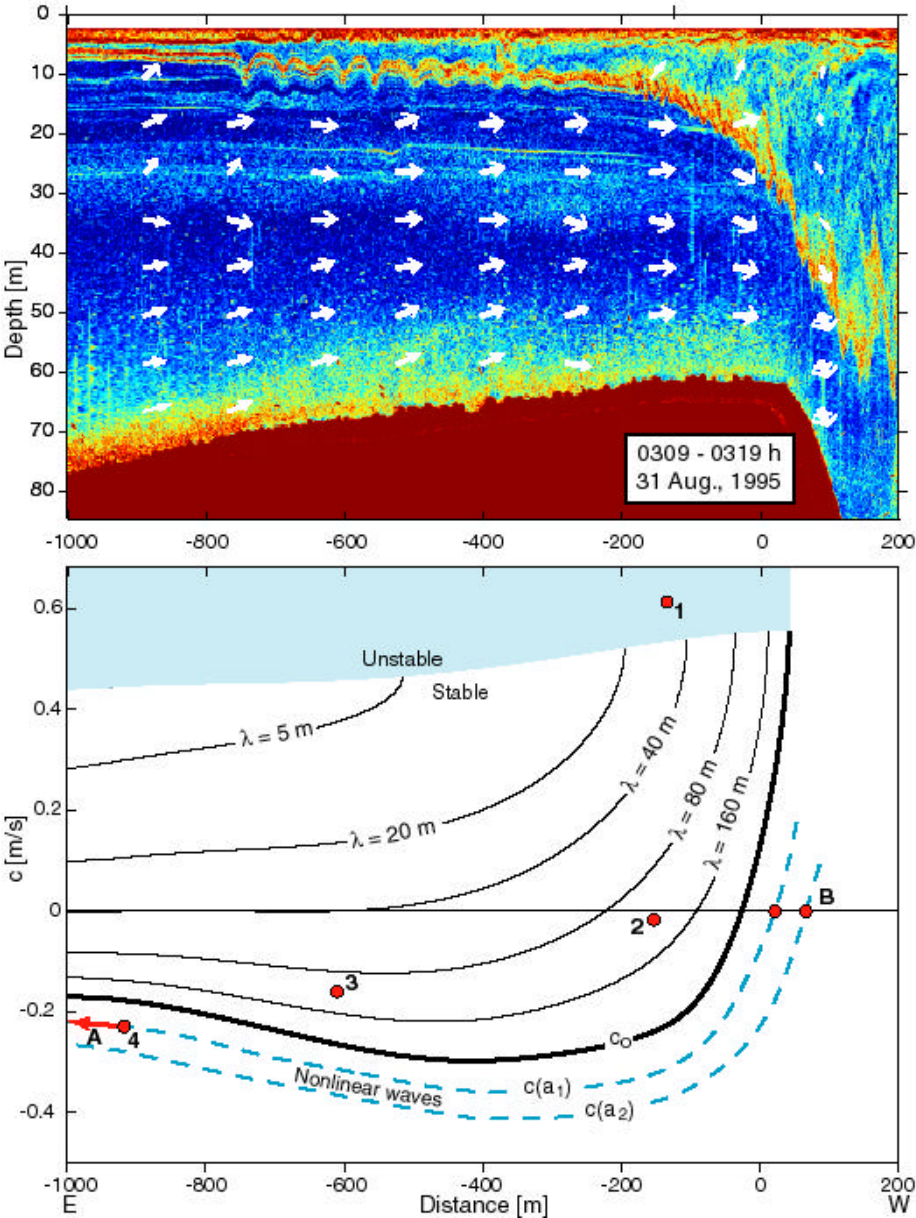 0
10
20
30
40
50
60
70
80
Depth [m]
0309 - 0319 h
31 Aug., 1995
-1000
-800
-600
-400
-200
0
200
0.6
0.4
0.2
0
-0.2
-0.4
c [m/s]
1
Unstable
Stable
λ = 5 m
λ = 20 m
λ = 40 m
λ = 80 m
λ = 160 m
B
2
3
A
4
co
Nonlinear waves
c(a1)
c(a2)
-1000
-800
-600
-400
-200
0
200
E
Distance [m]
W